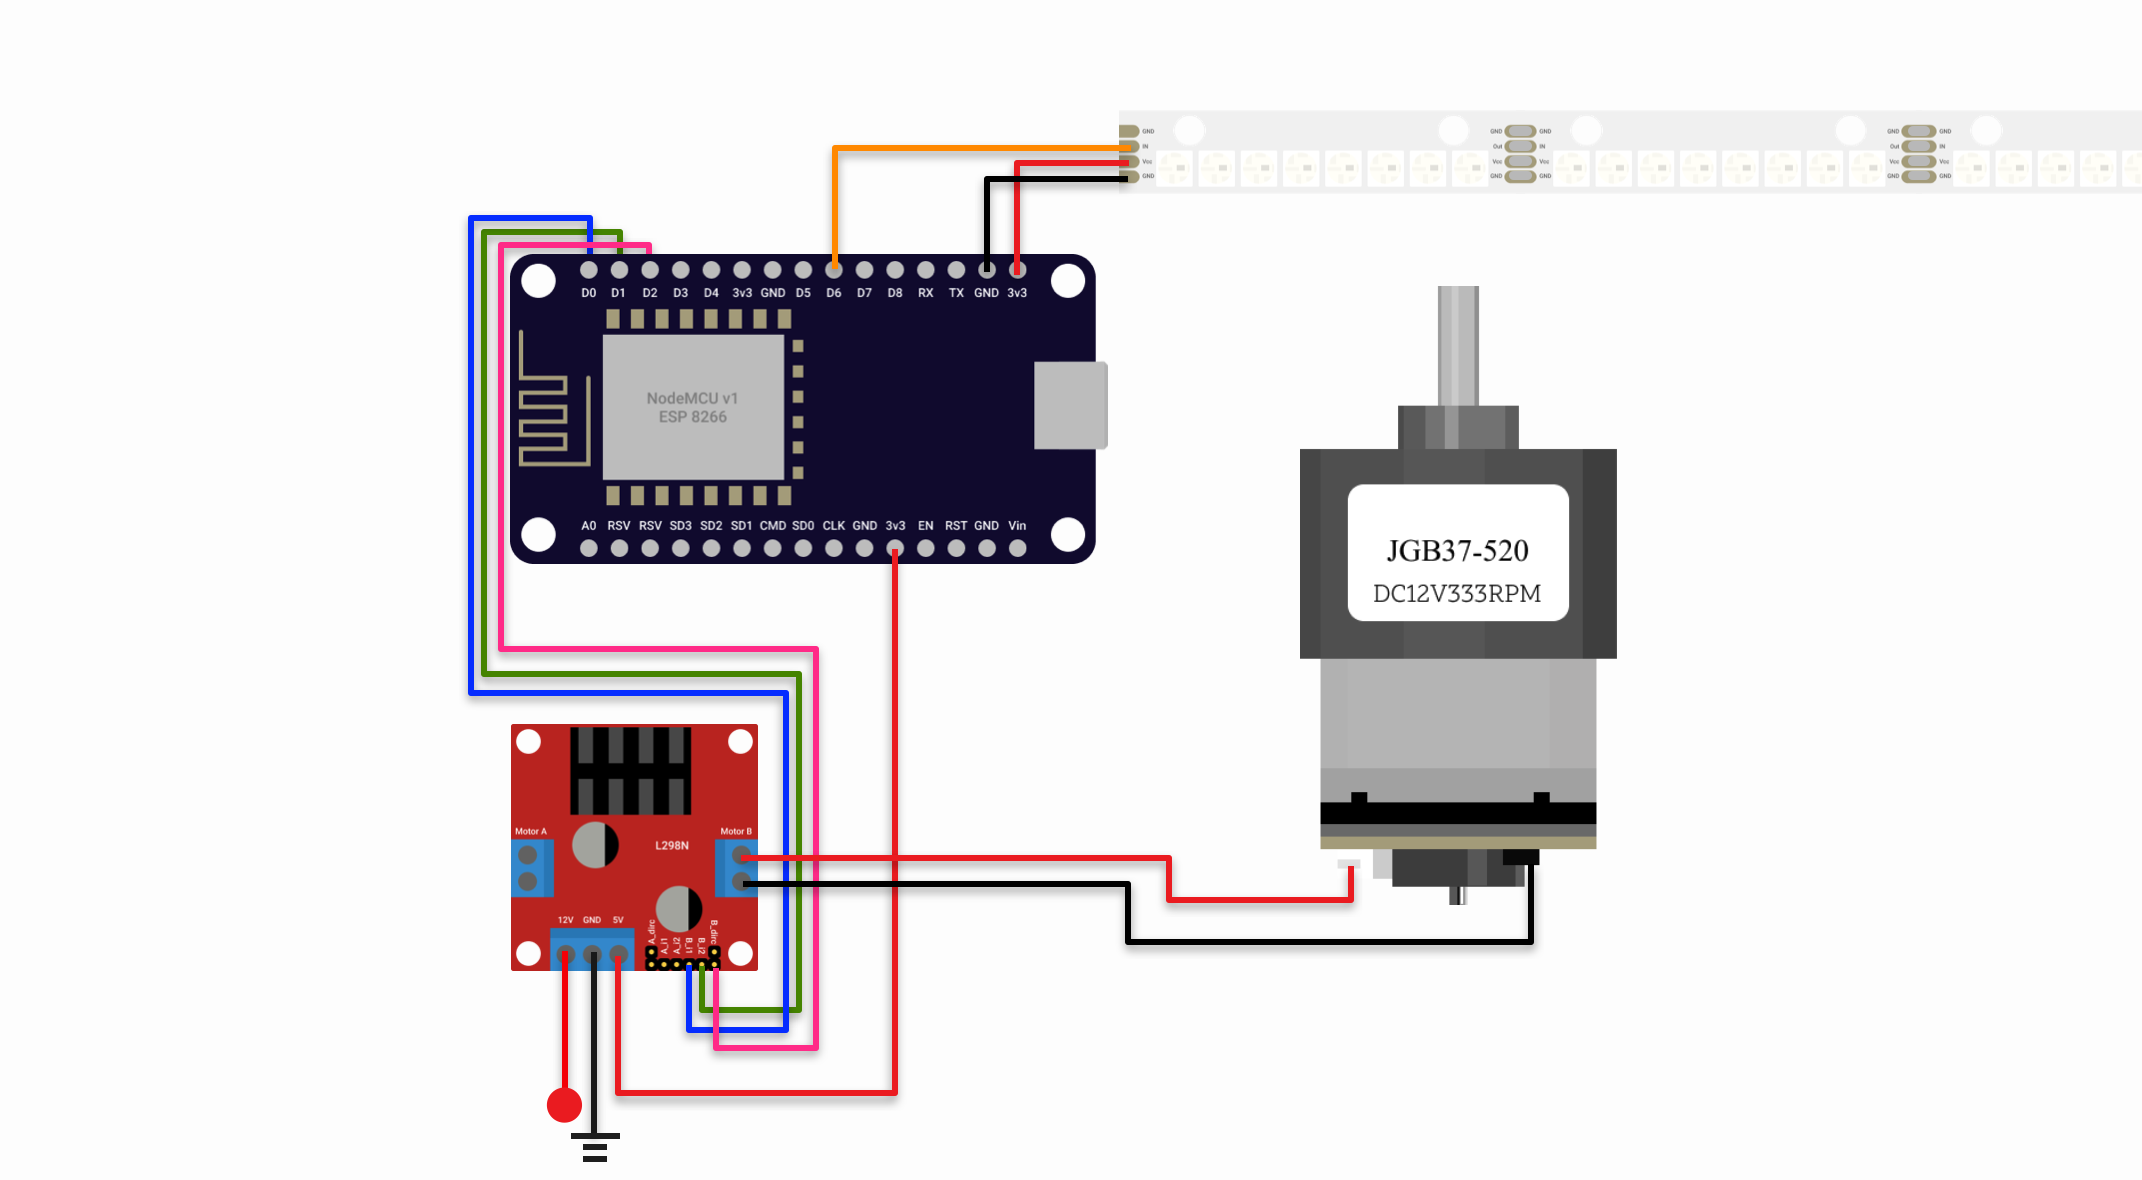 GND
IN
Vcc
GND
GND GND
Out IN
Vcc Vcc
GND GND
GND GND
Out IN
Vcc Vcc
GND GND
D0 D1 D2 D3 D4 3v3 GND D5 D6 D7 D8 RX TX GND 3v3
NodeMCU v1
ESP 8266
A0 RSV RSV SD3 SD2 SD1 CMD SD0 CLK GND 3v3 EN RST GND Vin
JGB37-520
DC12V333RPM
Motor A
Motor B
L298N
12V GND 5V
A_dirc
A_i1
A_i2
B_i1
B_i2
B_dirc